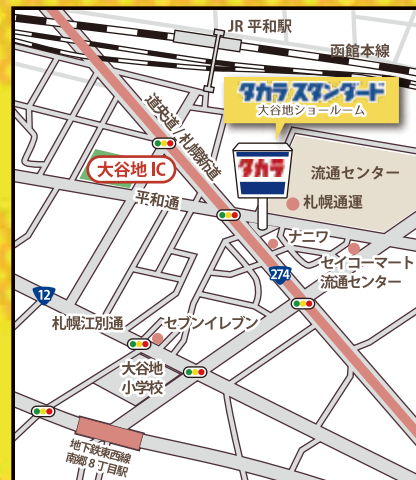 JR 平和駅
函館本線
タカラスタンダード
大谷地ショールーム
道央道/札幌新道
大谷地 IC
タカラ
流通センター
平和通
札幌通運
ナニワ
セイコーマート
流通センター
274
12
札幌江別通
セブンイレブン
大谷地
小学校
地下鉄東西線
南郷8丁目駅